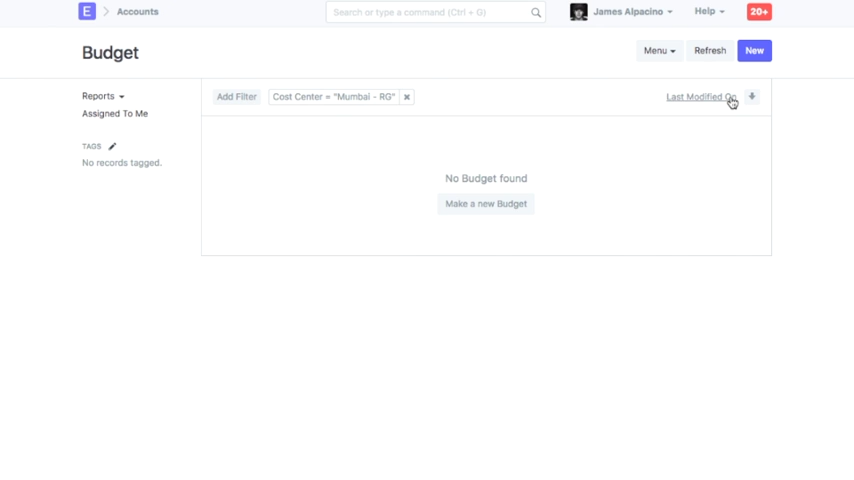 E Accounts Search or type a command (Ctrl + G) James Alpacino Help 20+
Budget Menu Refresh New
Reports
Assigned To Me
TAGS
No records tagged.
Add Filter Cost Center = "Mumbai - RG" × Last Modified On
No Budget found
Make a new Budget